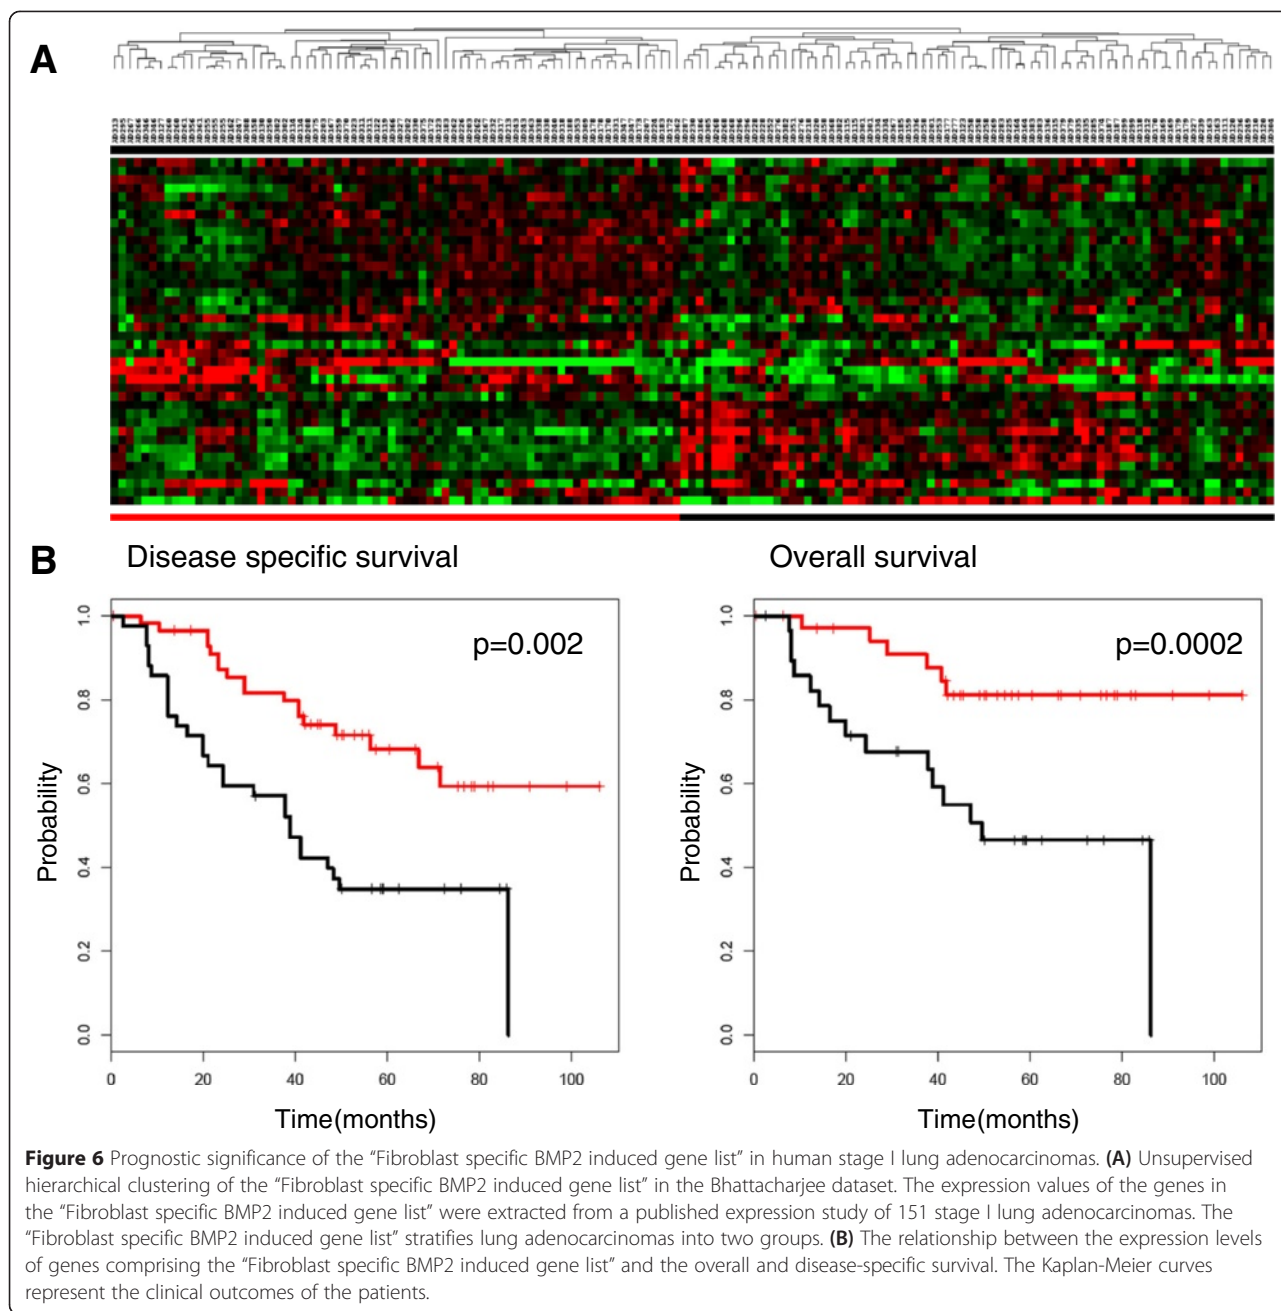 A
B Disease specific survival Overall survival
p=0.002 p=0.0002
Probability
1.0
0.8
0.6
0.4
0.2
0.0
0 20 40 60 80 100
Time(months)
Probability
1.0
0.8
0.6
0.4
0.2
0.0
0 20 40 60 80 100
Time(months)
Figure 6 Prognostic significance of the “Fibroblast specific BMP2 induced gene list” in human stage I lung adenocarcinomas. (A) Unsupervised
hierarchical clustering of the “Fibroblast specific BMP2 induced gene list” in the Bhattacharjee dataset. The expression values of the genes in
the “Fibroblast specific BMP2 induced gene list” were extracted from a published expression study of 151 stage I lung adenocarcinomas. The
“Fibroblast specific BMP2 induced gene list” stratifies lung adenocarcinomas into two groups. (B) The relationship between the expression levels
of genes comprising the “Fibroblast specific BMP2 induced gene list” and the overall and disease-specific survival. The Kaplan-Meier curves
represent the clinical outcomes of the patients.